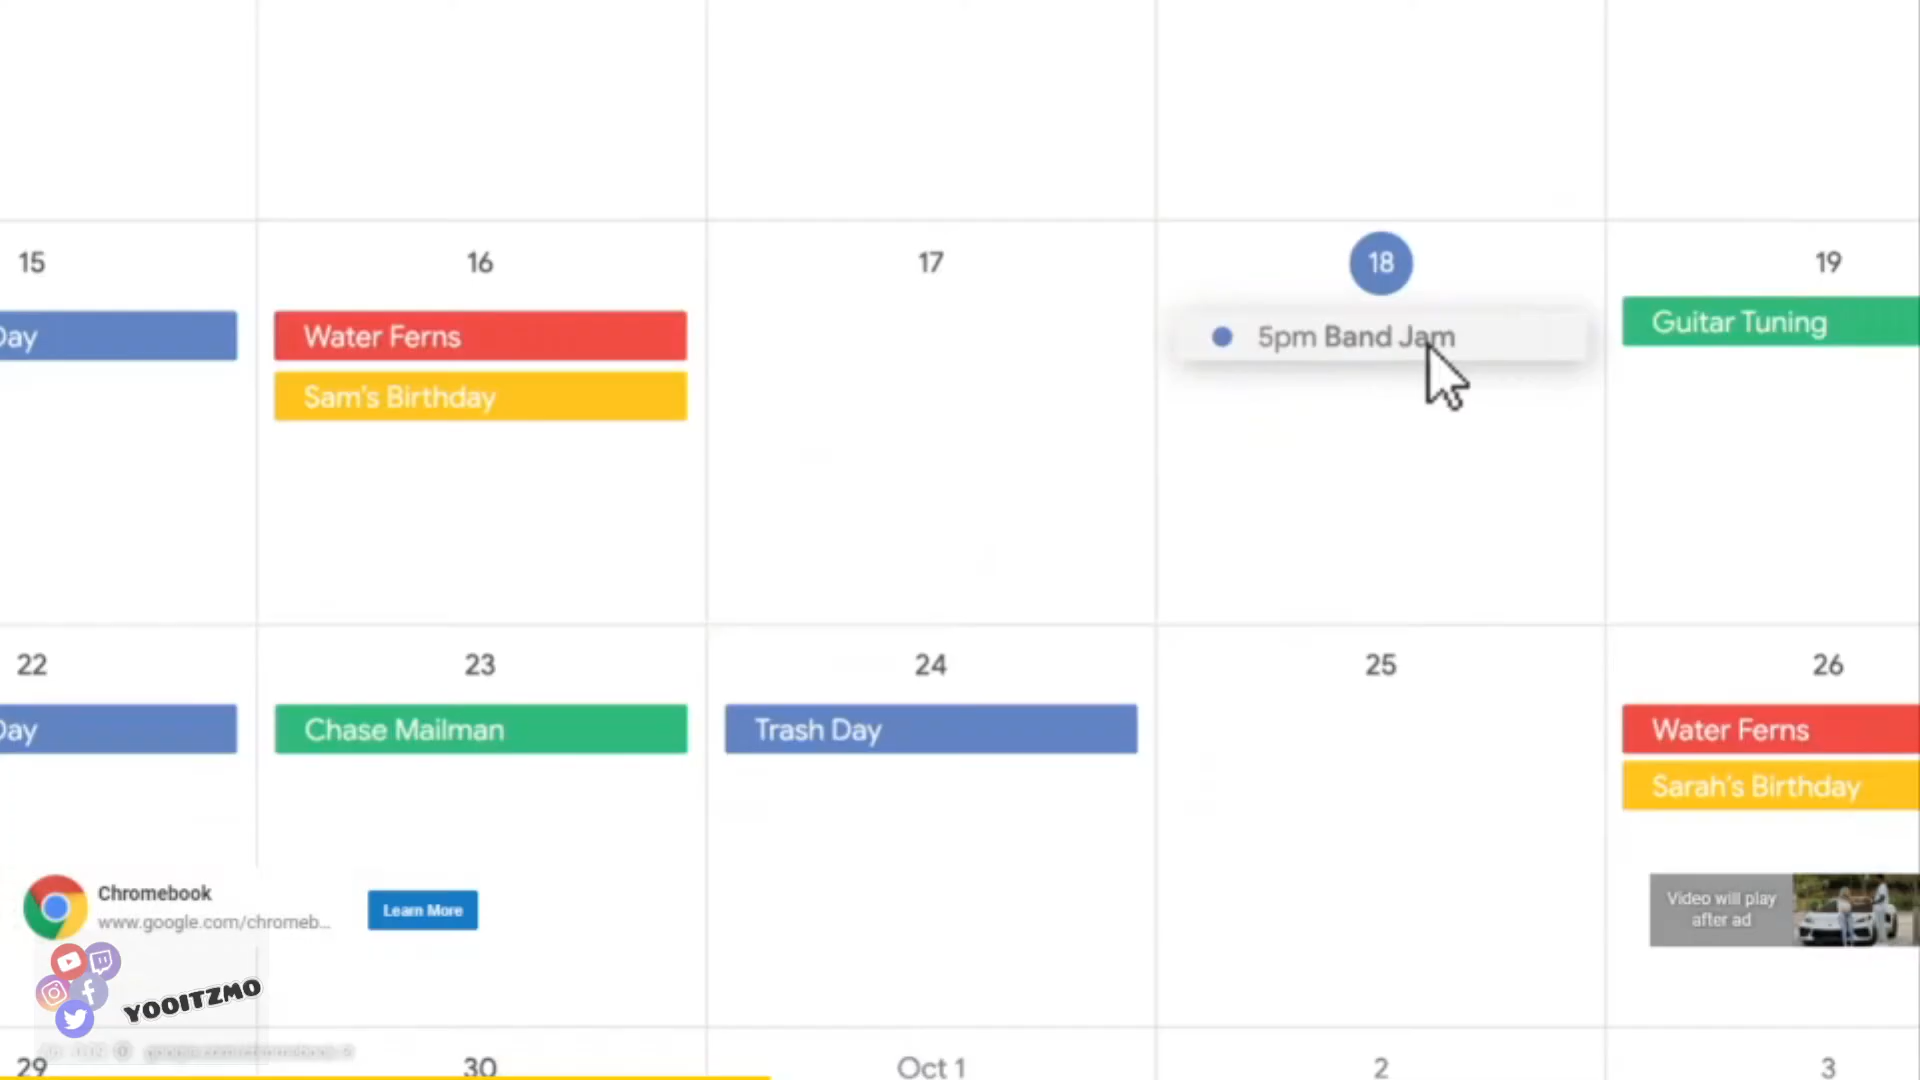 15
16
17
18
19
Day
Water Ferns
Sam's Birthday
5pm Band Jam
Guitar Tuning
22
23
24
25
26
Day
Chase Mailman
Trash Day
Water Ferns
Sarah's Birthday
Chromebook
www.google.com/chromeb...
Learn More
Video will play
after ad
YOOITZMO
29
30
Oct 1
2
3